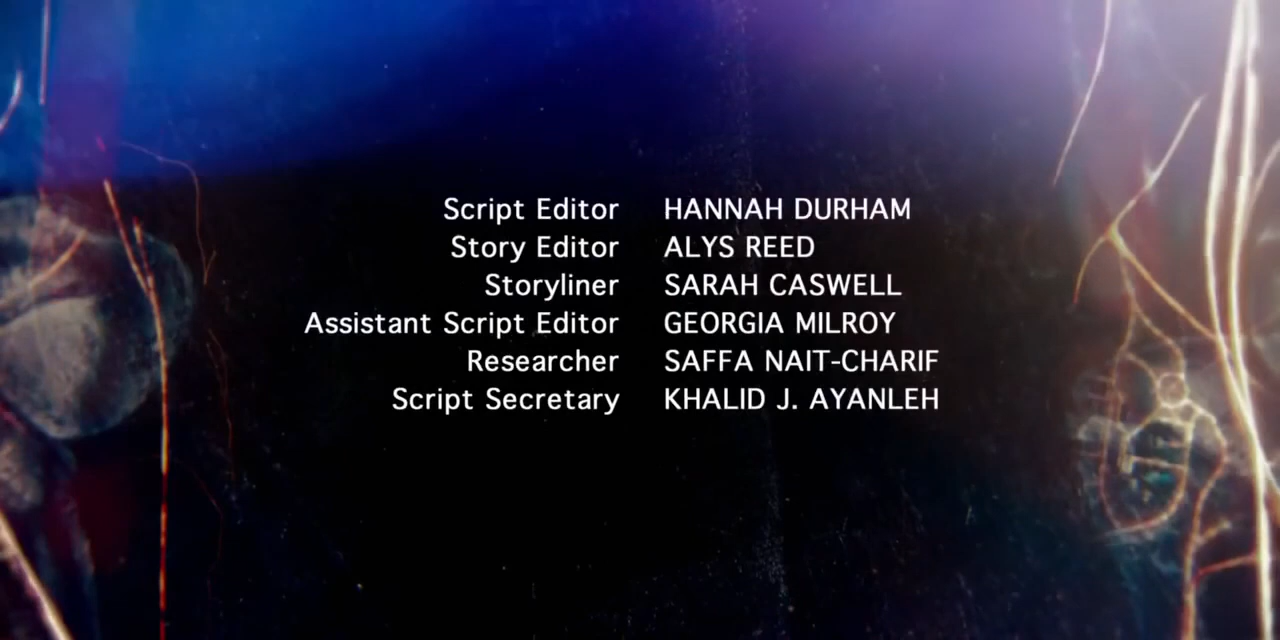 Script Editor HANNAH DURHAM
Story Editor ALYS REED
Storyliner SARAH CASWELL
Assistant Script Editor GEORGIA MILROY
Researcher SAFFA NAIT-CHARIF
Script Secretary KHALID J. AYANLEH